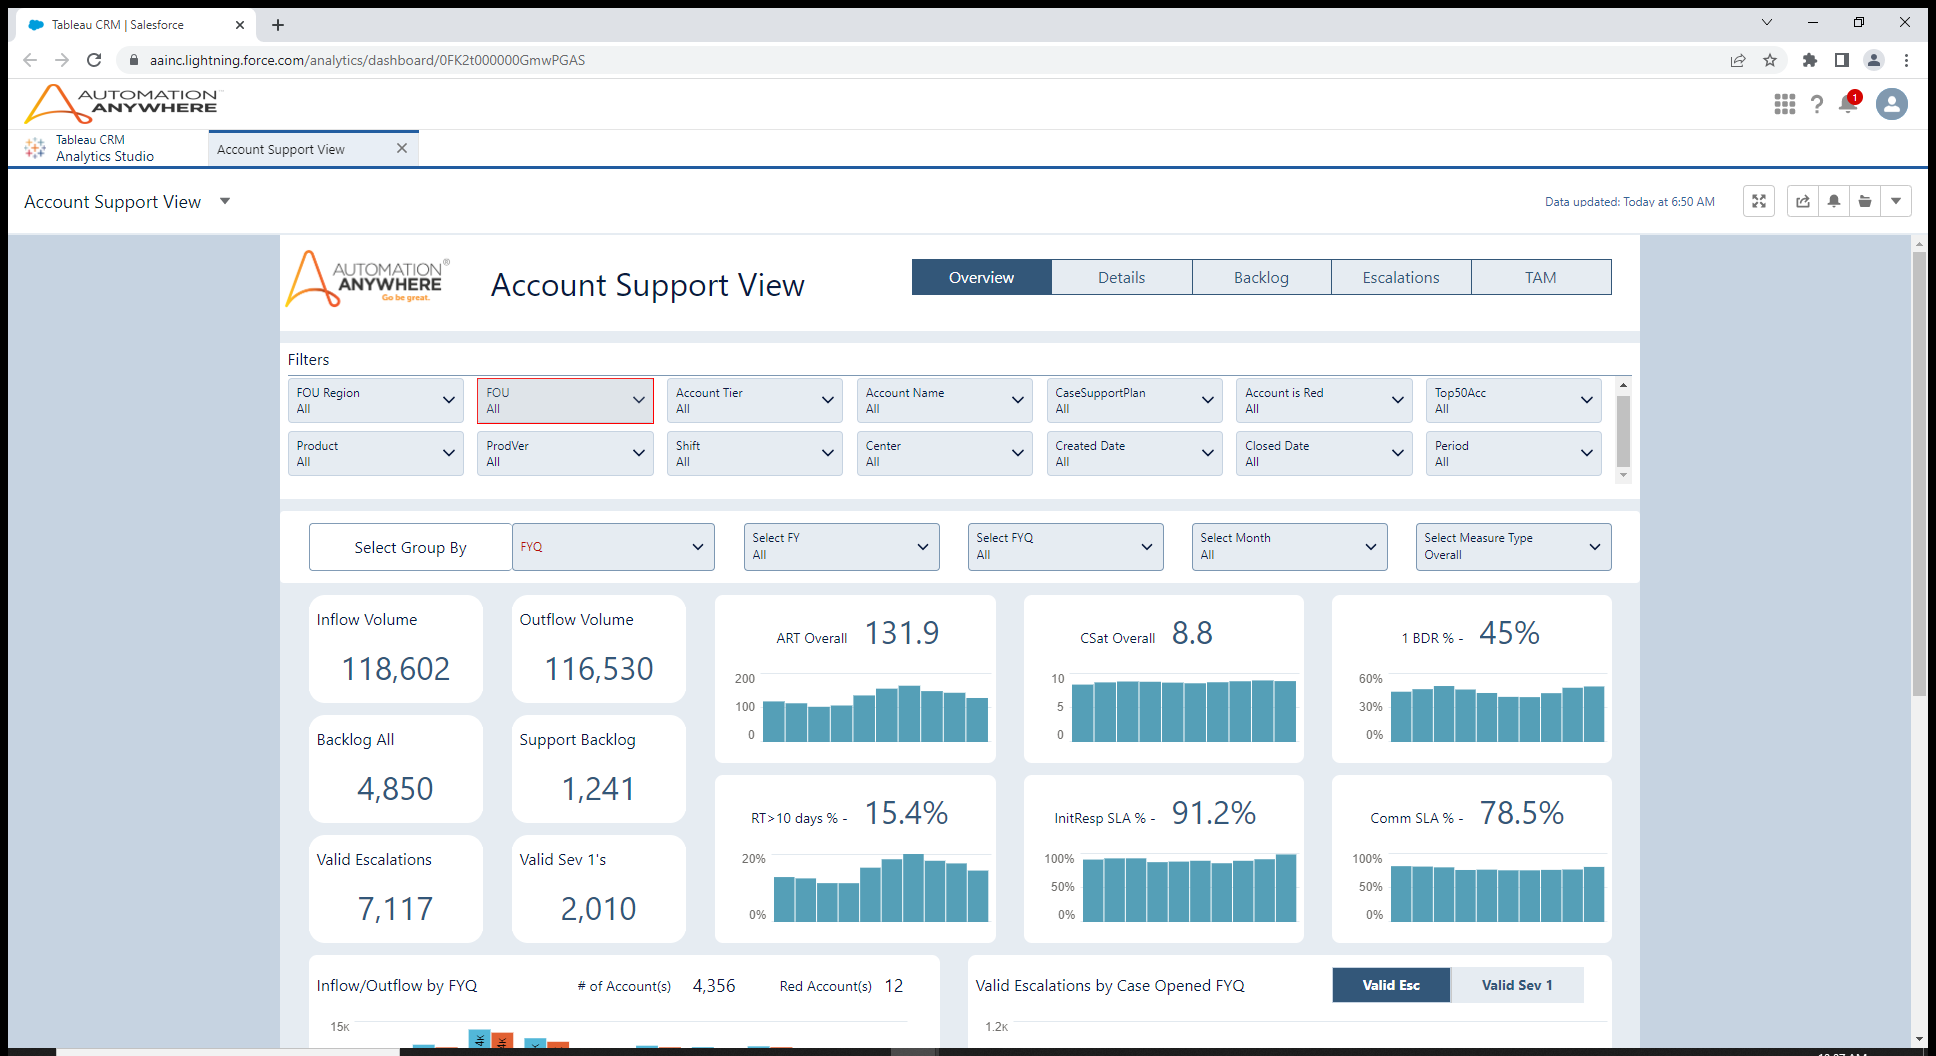 Tableau CRM | Salesforce
aainc.lightning.force.com/analytics/dashboard/0FK2t000000GmwPGAS
AUTOMATION
ANYWHERE
1
Tableau CRM
Analytics Studio
Account Support View
Account Support View
Data updated: Today at 6:50 AM
AUTOMATION®
ANYWHERE
Go be great.
Account Support View
Overview
Details
Backlog
Escalations
TAM
Filters
FOU Region
All
FOU
All
Account Tier
All
Account Name
All
CaseSupportPlan
All
Account is Red
All
Top50Acc
All
Product
All
ProdVer
All
Shift
All
Center
All
Created Date
All
Closed Date
All
Period
All
Select Group By
FYQ
Select FY
All
Select FYQ
All
Select Month
All
Select Measure Type
Overall
Inflow Volume
118,602
Outflow Volume
116,530
ART Overall 131.9
200
100
0
CSat Overall 8.8
10
5
0
1 BDR % - 45%
60%
30%
0%
Backlog All
4,850
Support Backlog
1,241
RT>10 days % - 15.4%
20%
0%
InitResp SLA % - 91.2%
100%
50%
0%
Comm SLA % - 78.5%
100%
50%
0%
Valid Escalations
7,117
Valid Sev 1's
2,010
Inflow/Outflow by FYQ
# of Account(s) 4,356
Red Account(s) 12
15K
Valid Escalations by Case Opened FYQ
Valid Esc
Valid Sev 1
1.2K